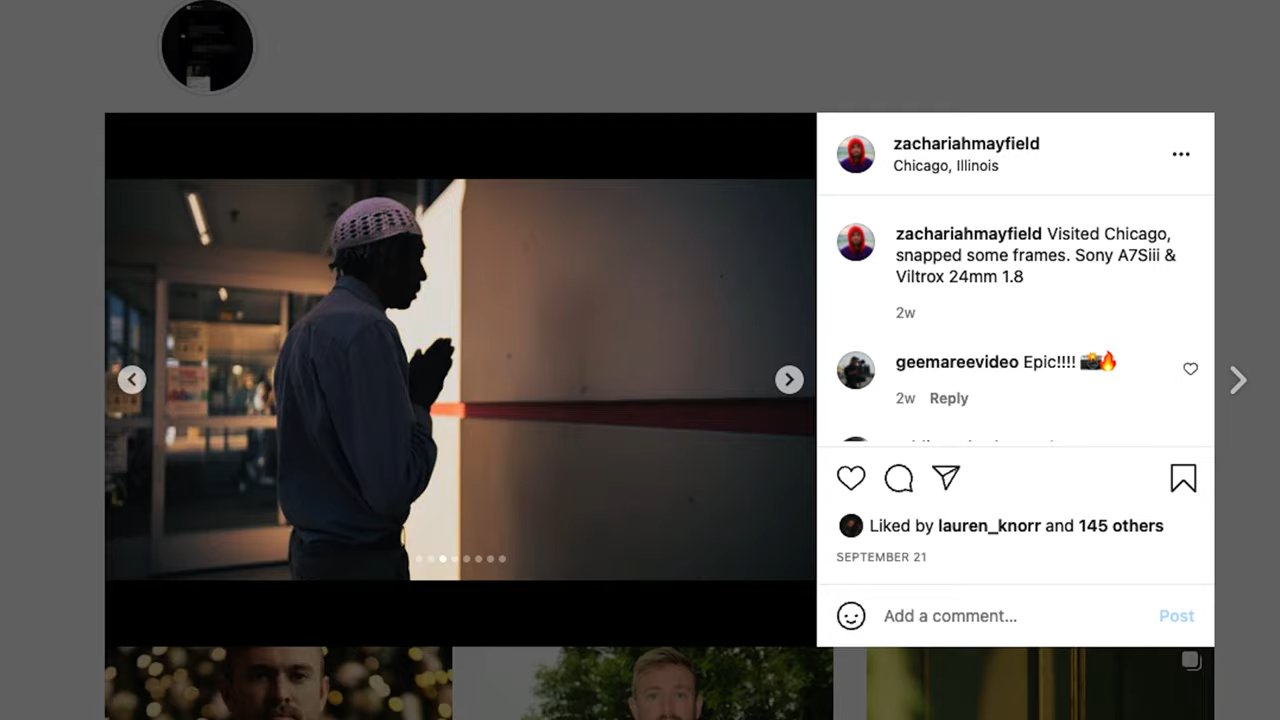 zachariahmayfield
Chicago, Illinois
zachariahmayfield Visited Chicago,
snapped some frames. Sony A7Siii &
Viltrox 24mm 1.8
2w
geemareevideo Epic!!!! 📸🔥
2w Reply
Liked by lauren_knorr and 145 others
SEPTEMBER 21
Add a comment...
Post